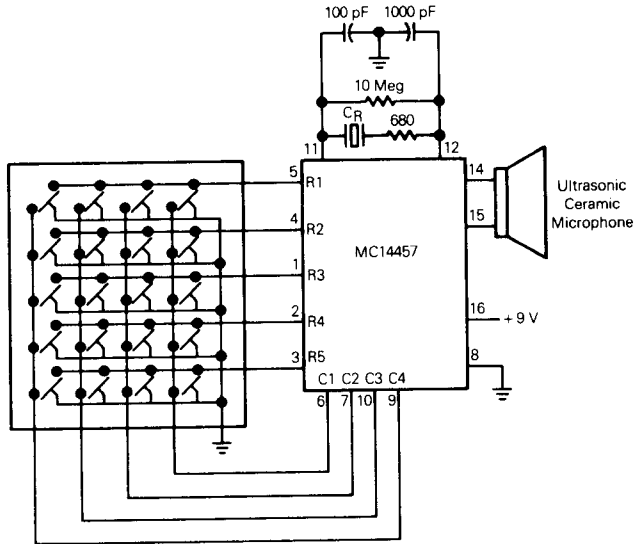 100 pF 1000 pF
10 Meg
CR 680
11 12
5 R1 14
Ultrasonic
Ceramic
Microphone
4 R2 15
MC14457
1 R3
2 R4 16 +9 V
3 R5 8
C1 C2 C3 C4
6 7 10 9